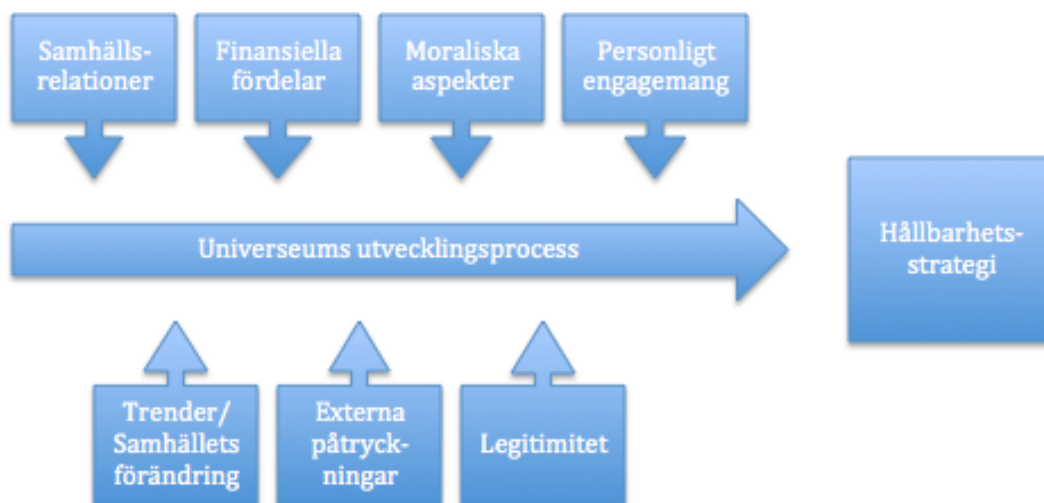 Samhälls-
relationer
Finansiella
fördelar
Moraliska
aspekter
Personligt
engagemang
Universeums utvecklingsprocess
Hållbarhets-
strategi
Trender/
Samhällets
förändring
Externa
påtryck-
ningar
Legitimitet